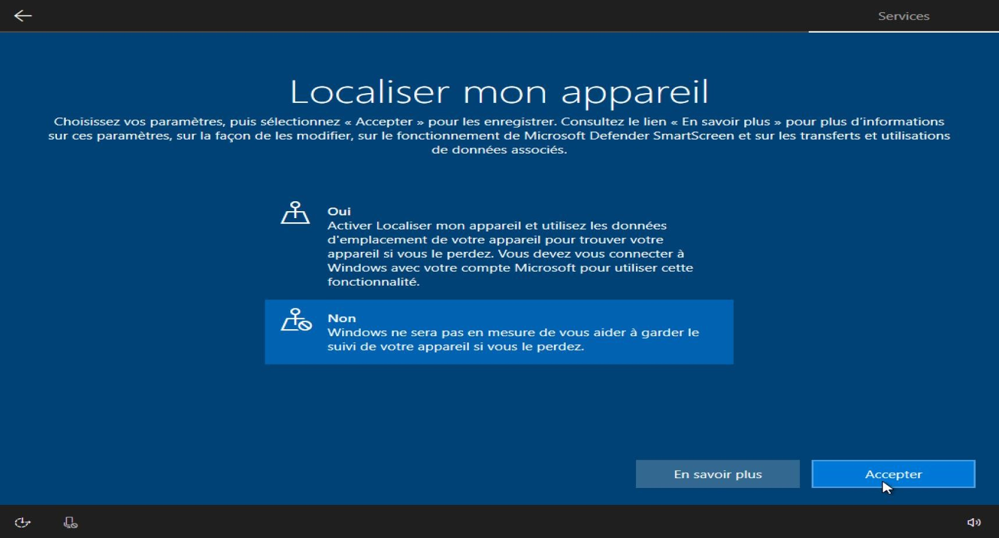 Services
Localiser mon appareil
Choisissez vos paramètres, puis sélectionnez « Accepter » pour les enregistrer. Consultez le lien « En savoir plus » pour plus d’informations
sur ces paramètres, sur la façon de les modifier, sur le fonctionnement de Microsoft Defender SmartScreen et sur les transferts et utilisations
de données associés.
Oui
Activer Localiser mon appareil et utilisez les données
d'emplacement de votre appareil pour trouver votre
appareil si vous le perdez. Vous devez vous connecter à
Windows avec votre compte Microsoft pour utiliser cette
fonctionnalité.
Non
Windows ne sera pas en mesure de vous aider à garder le
suivi de votre appareil si vous le perdez.
En savoir plus
Accepter